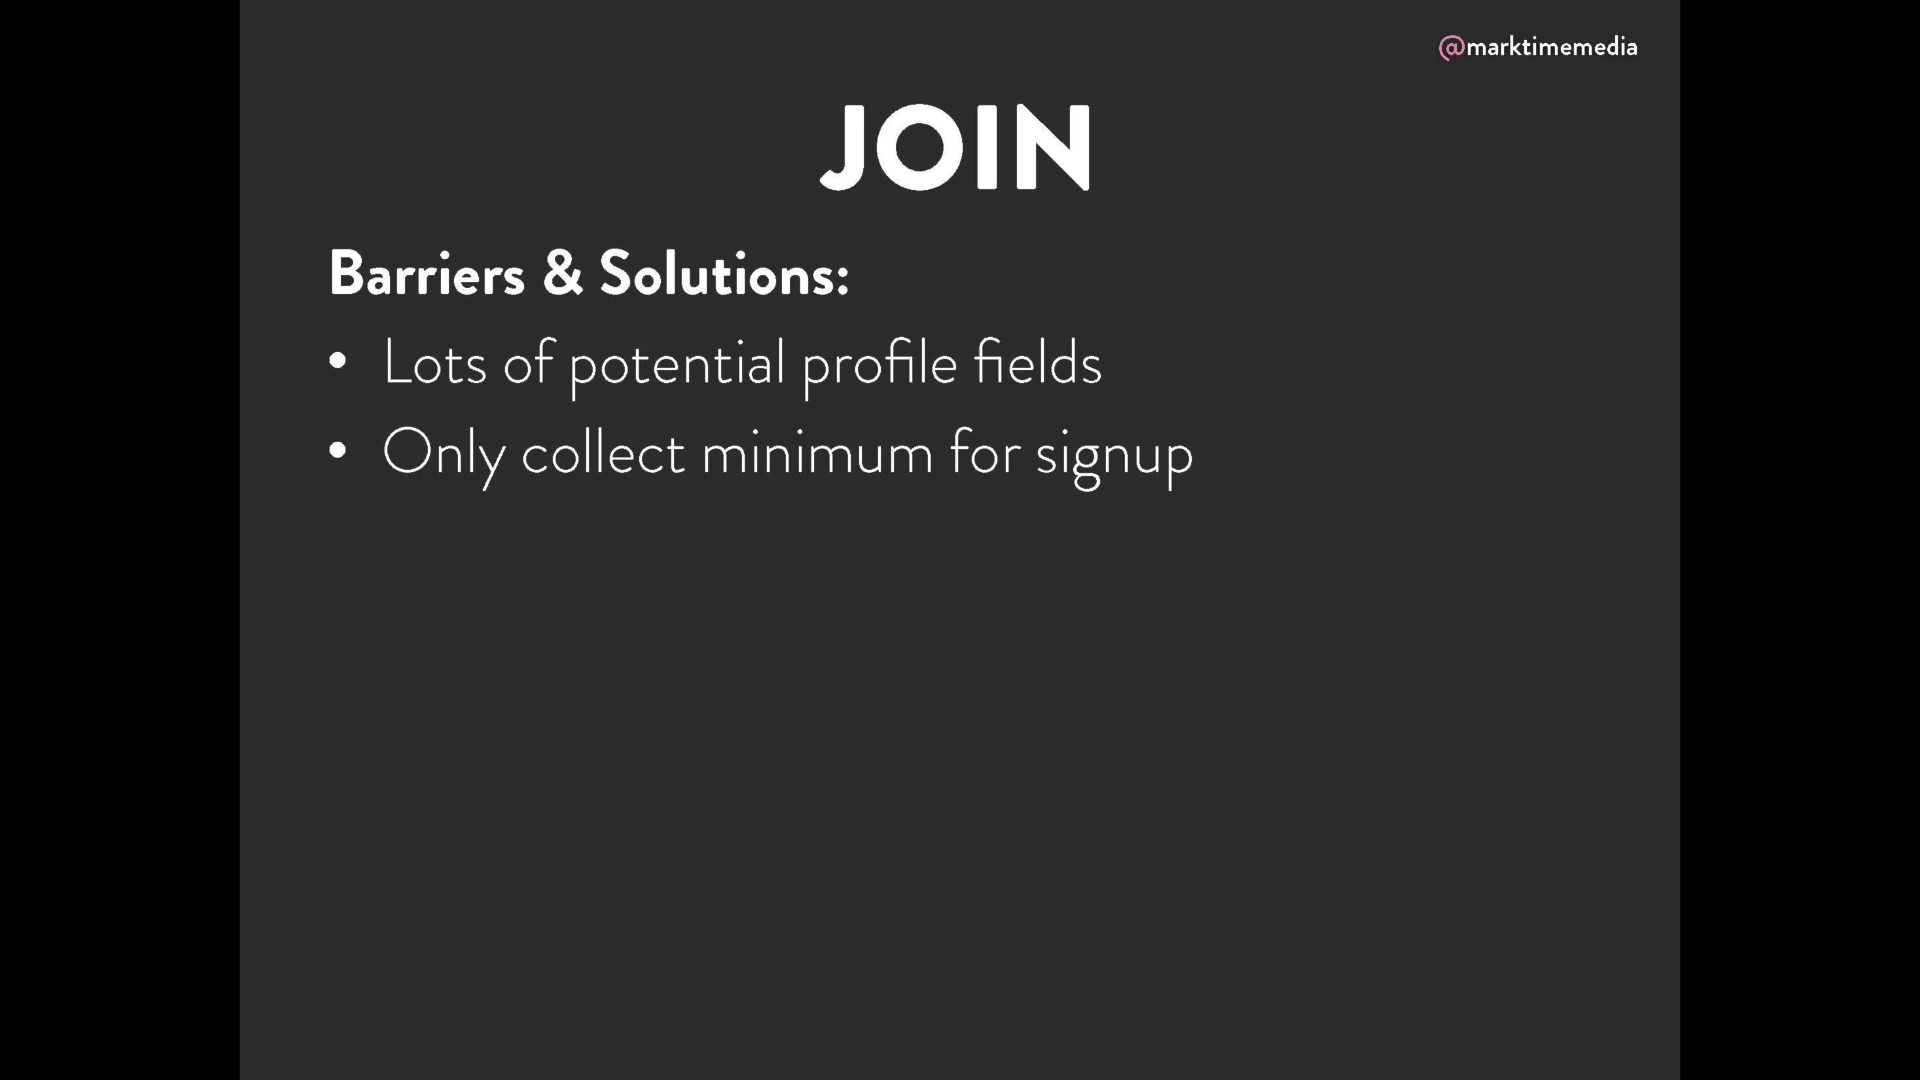 @marktimemedia
JOIN
Barriers & Solutions:
• Lots of potential profile fields
• Only collect minimum for signup